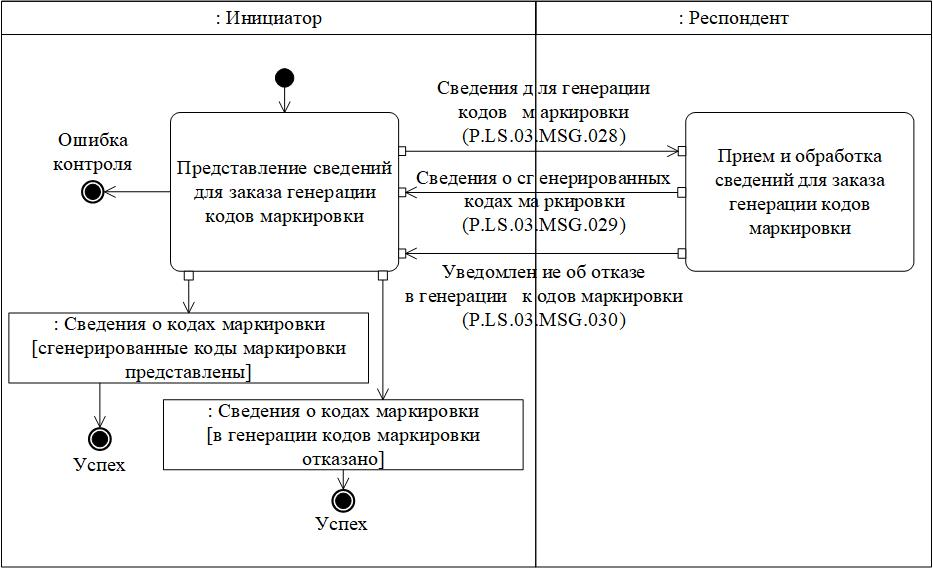 : Инициатор
: Респондент
Сведения для генерации
кодов маркировки
(P.LS.03.MSG.028)
Ошибка
контроля
Представление сведений
для заказа генерации
кодов маркировки
Сведения о сгенерированных
кодах маркировки
(P.LS.03.MSG.029)
Прием и обработка
сведений для заказа
генерации кодов
маркировки
Уведомление об отказе
в генерации кодов маркировки
(P.LS.03.MSG.030)
: Сведения о кодах маркировки
[сгенерированные коды маркировки
представлены]
Успех
: Сведения о кодах маркировки
[в генерации кодов маркировки
отказано]
Успех